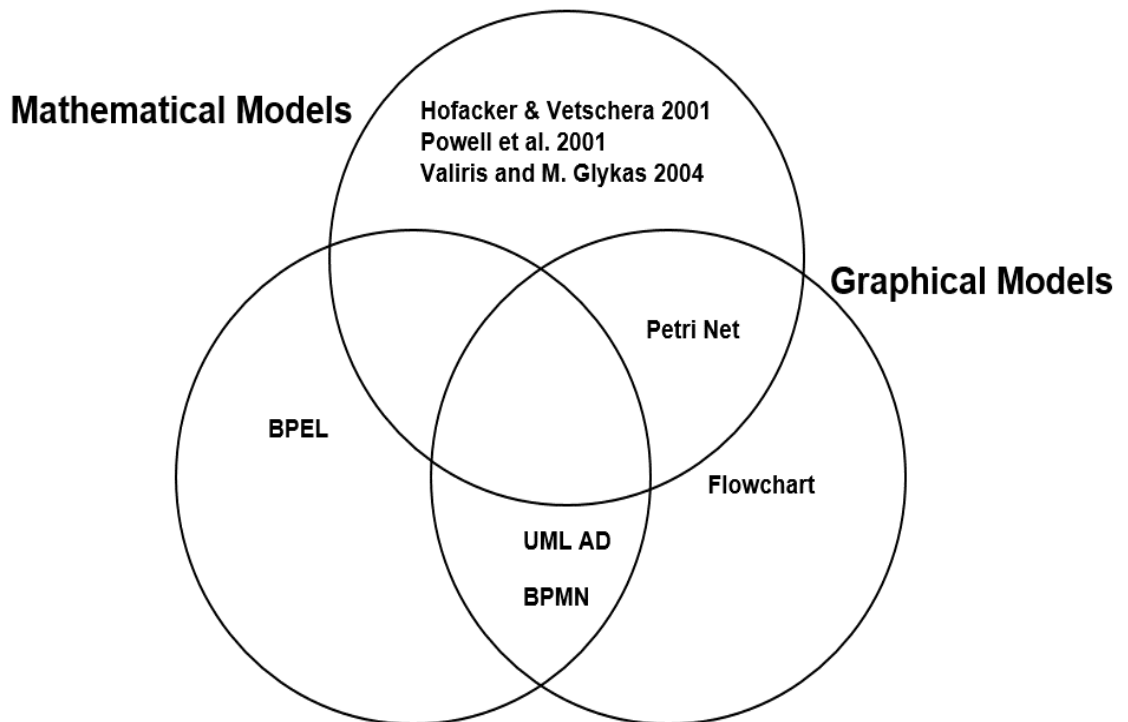 Mathematical Models
Hofacker & Vetschera 2001
Powell et al. 2001
Valiris and M. Glykas 2004
Graphical Models
Petri Net
BPEL
Flowchart
UML AD
BPMN